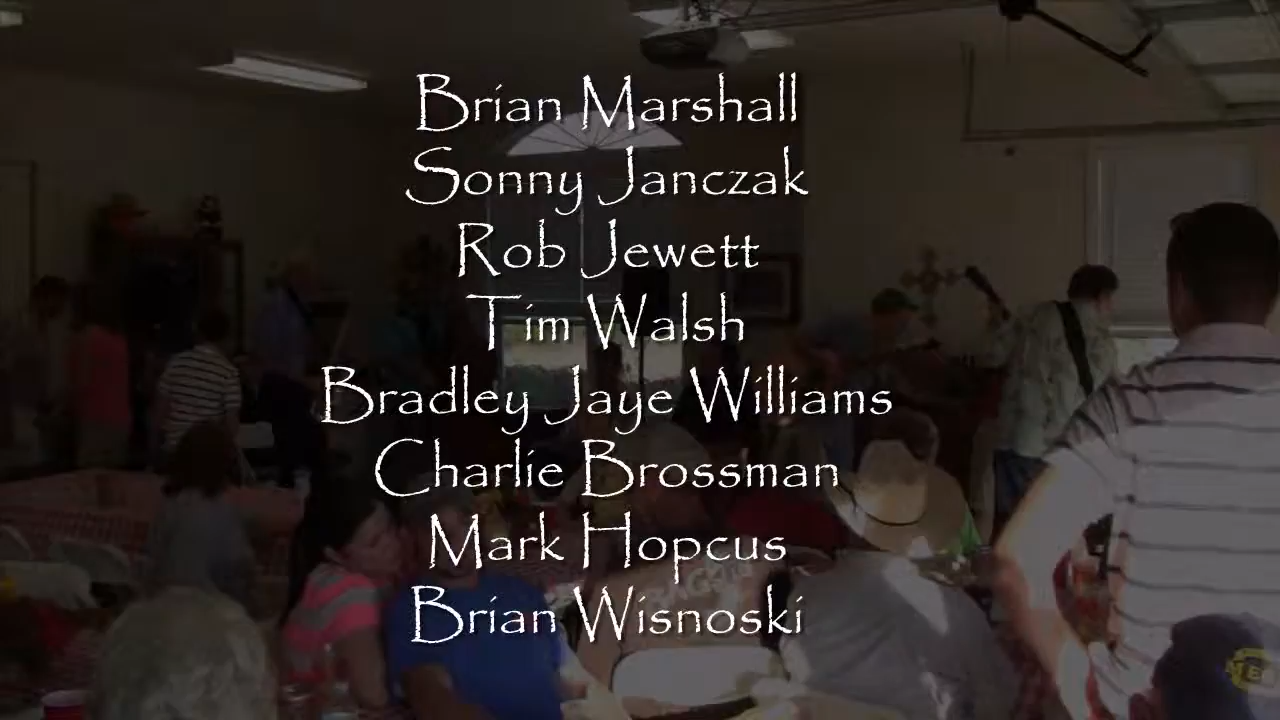 Brian Marshall
Sonny Janczak
Rob Jewett
Tim Walsh
Bradley Jaye Williams
Charlie Brossman
Mark Hopcus
Brian Wisnoski